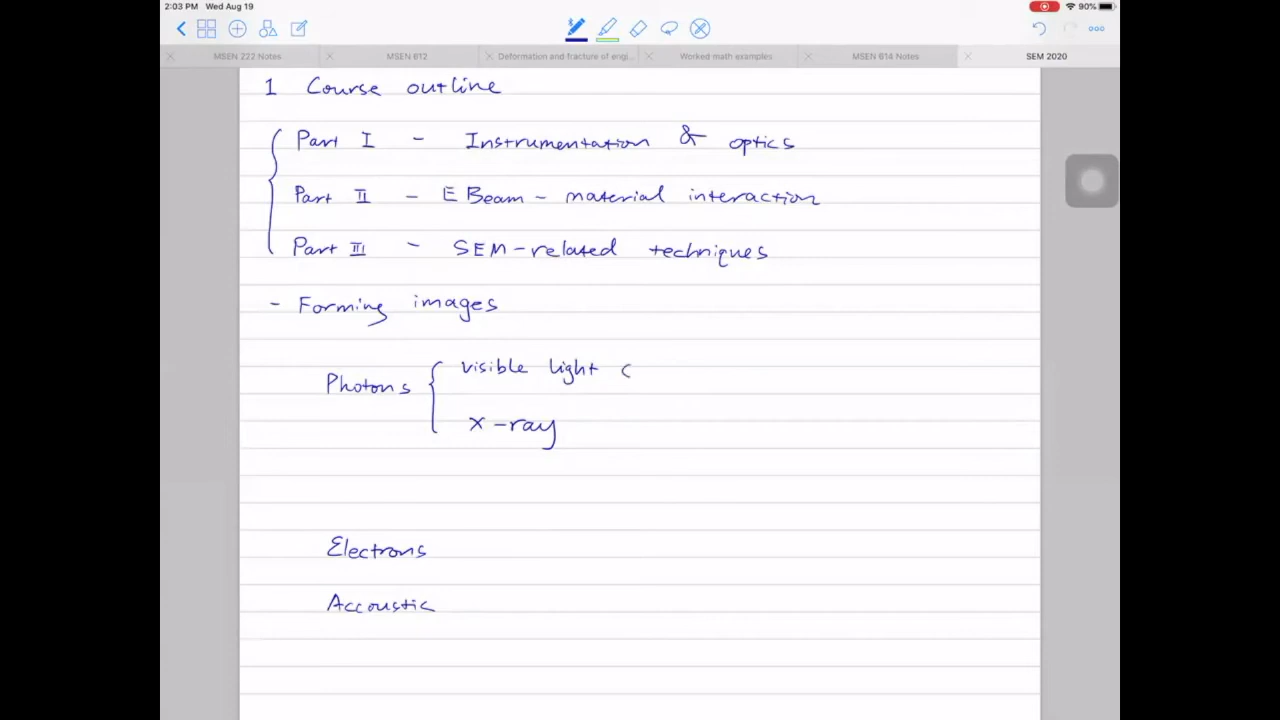 2:03 PM Wed Aug 19
90%
MSEN 222 Notes
MSEN 612
Deformation and fracture of engi...
Worked math examples
MSEN 614 Notes
SEM 2020
1 Course outline
Part I - Instrumentation & optics
Part II - E Beam - material interaction
Part III - SEM-related techniques
- Forming images
Photons { visible light (
x-ray
Electrons
Accoustic